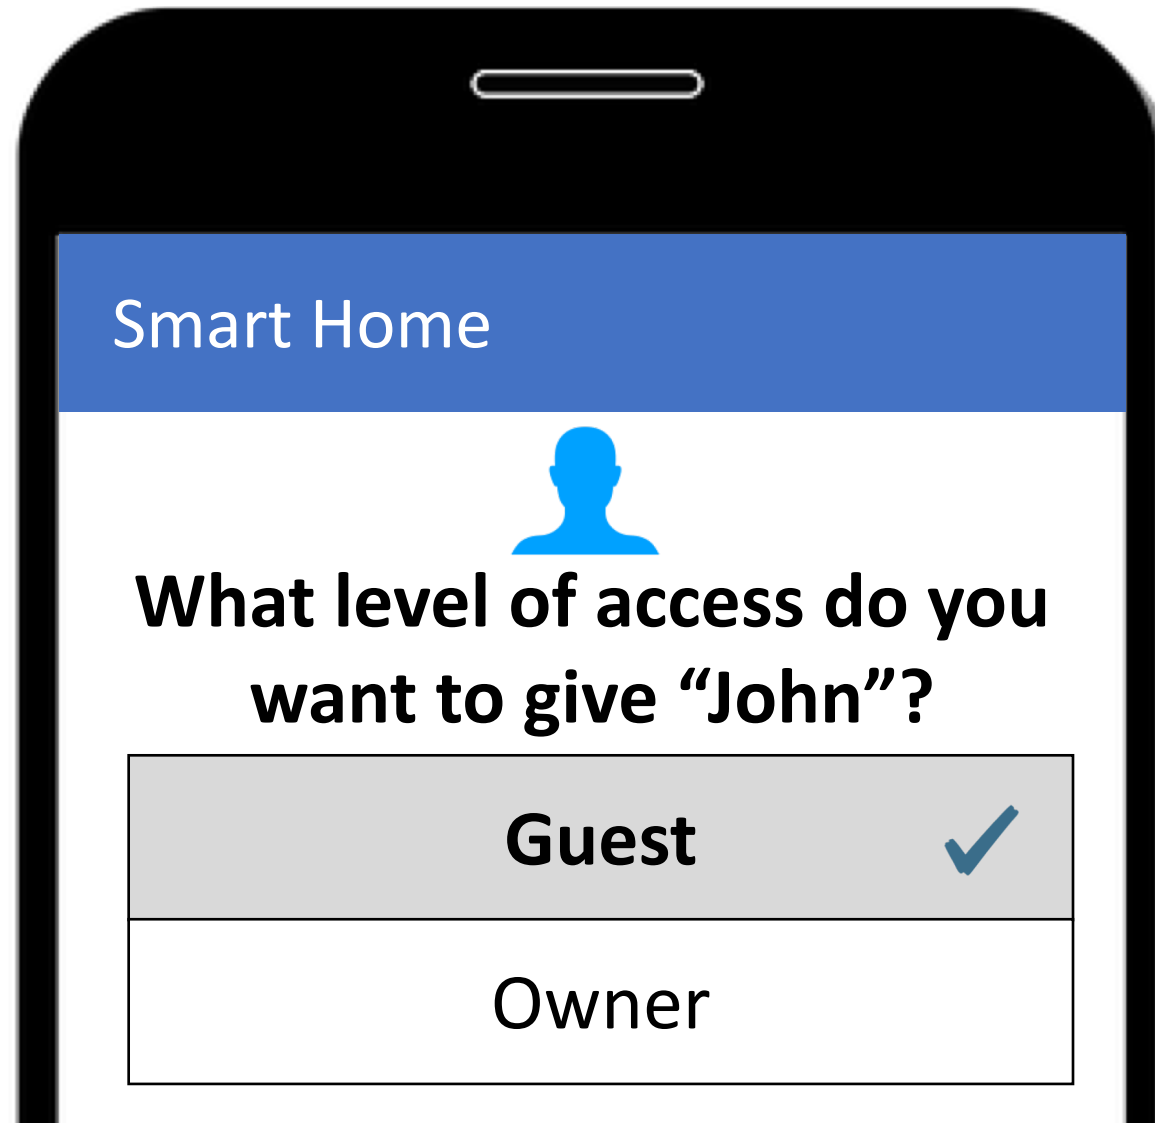 Smart Home
What level of access do you
want to give “John”?
Guest
Owner